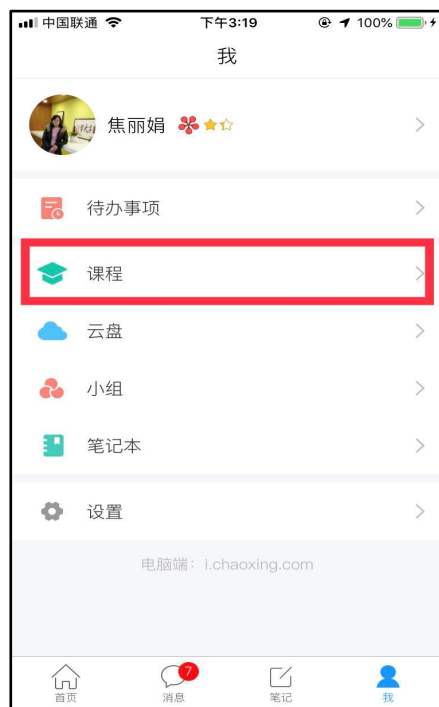 中国联通 下午3:19 100%
我
焦丽娟
待办事项
课程
云盘
小组
笔记本
设置
电脑端：i.chaoxing.com
7
首页 消息 笔记 我